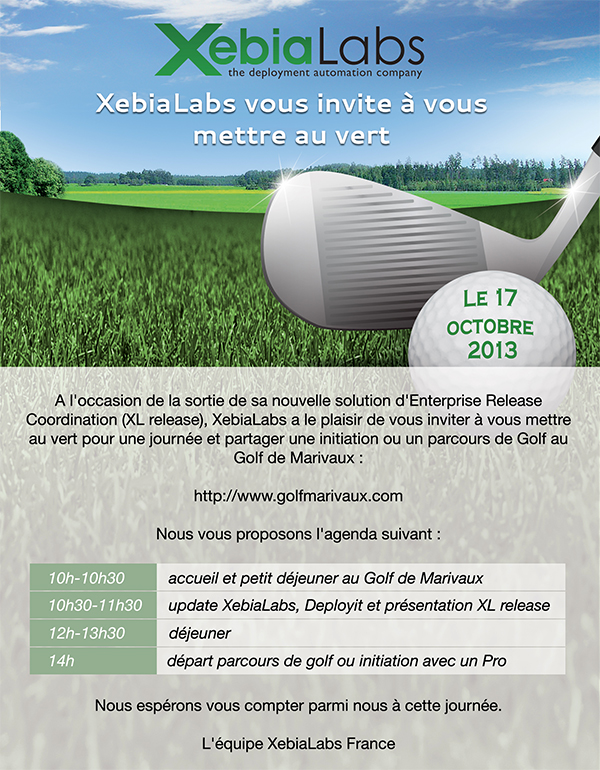 XebiaLabs
the deployment automation company
XebiaLabs vous invite à vous
mettre au vert
Le 17
octobre
2013
A l'occasion de la sortie de sa nouvelle solution d'Enterprise Release
Coordination (XL release), XebiaLabs a le plaisir de vous inviter à vous mettre
au vert pour une journée et partager une initiation ou un parcours de Golf au
Golf de Marivaux :
http://www.golfmarivaux.com
Nous vous proposons l'agenda suivant :
10h-10h30 accueil et petit déjeuner au Golf de Marivaux
10h30-11h30 update XebiaLabs, Deployit et présentation XL release
12h-13h30 déjeuner
14h départ parcours de golf ou initiation avec un Pro
Nous espérons vous compter parmi nous à cette journée.
L'équipe XebiaLabs France